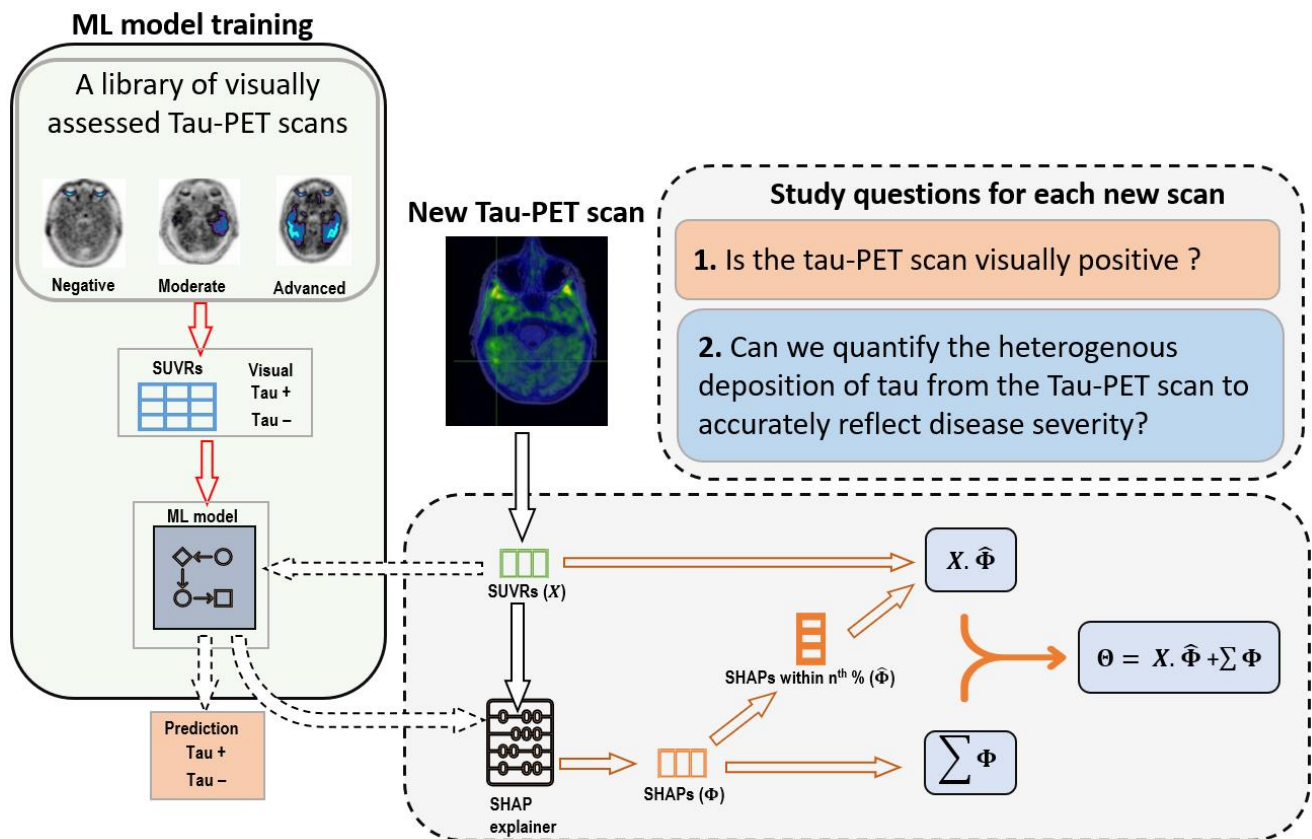 ML model training
A library of visually
assessed Tau-PET scans
Negative
Moderate
Advanced
SUVRs
Visual
Tau +
Tau –
ML model
Prediction
Tau +
Tau –
New Tau-PET scan
Study questions for each new scan
1. Is the tau-PET scan visually positive ?
2. Can we quantify the heterogenous
deposition of tau from the Tau-PET scan to
accurately reflect disease severity?
SUVRs (X)
X. Φ̂
SHAPs within nth % (Φ̂)
Θ = X. Φ̂ +∑ Φ
SHAPs (Φ)
∑ Φ
SHAP
explainer